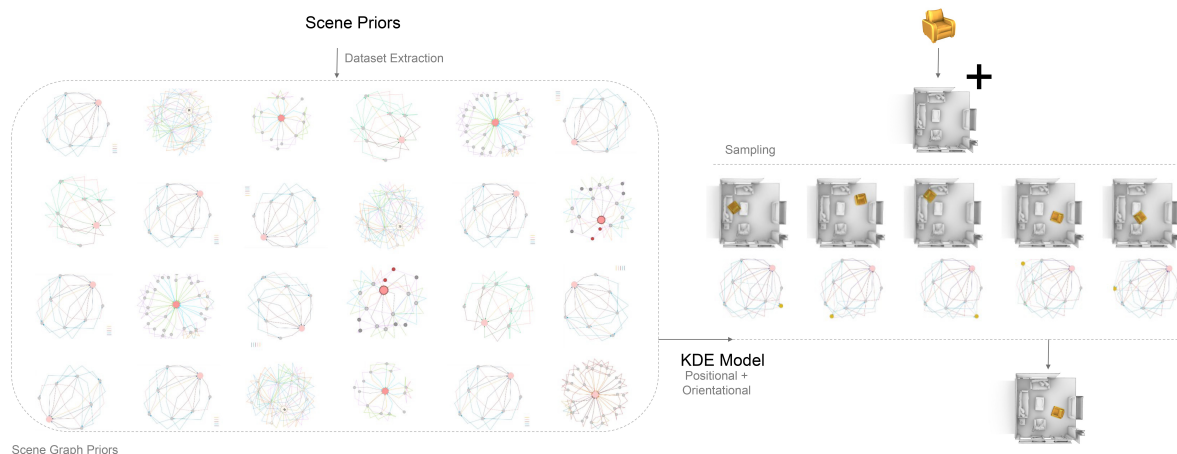 Scene Priors
Dataset Extraction
Sampling
KDE Model
Positional +
Orientational
Scene Graph Priors